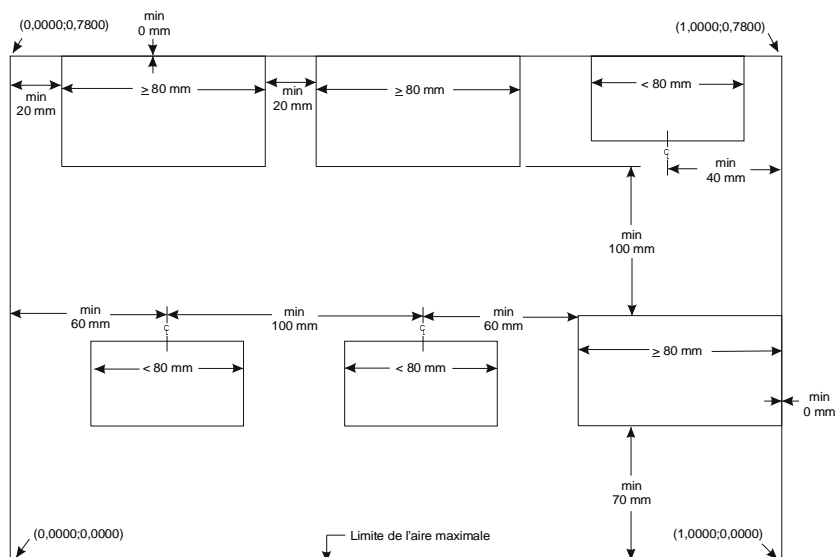 (0,0000;0,7800)
min
0 mm
(1,0000;0,7800)
min
20 mm
≥ 80 mm
min
20 mm
≥ 80 mm
< 80 mm
min
40 mm
min
100 mm
min
60 mm
min
100 mm
min
60 mm
< 80 mm
< 80 mm
≥ 80 mm
min
0 mm
min
70 mm
(0,0000;0,0000)
Limite de l'aire maximale
(1,0000;0,0000)